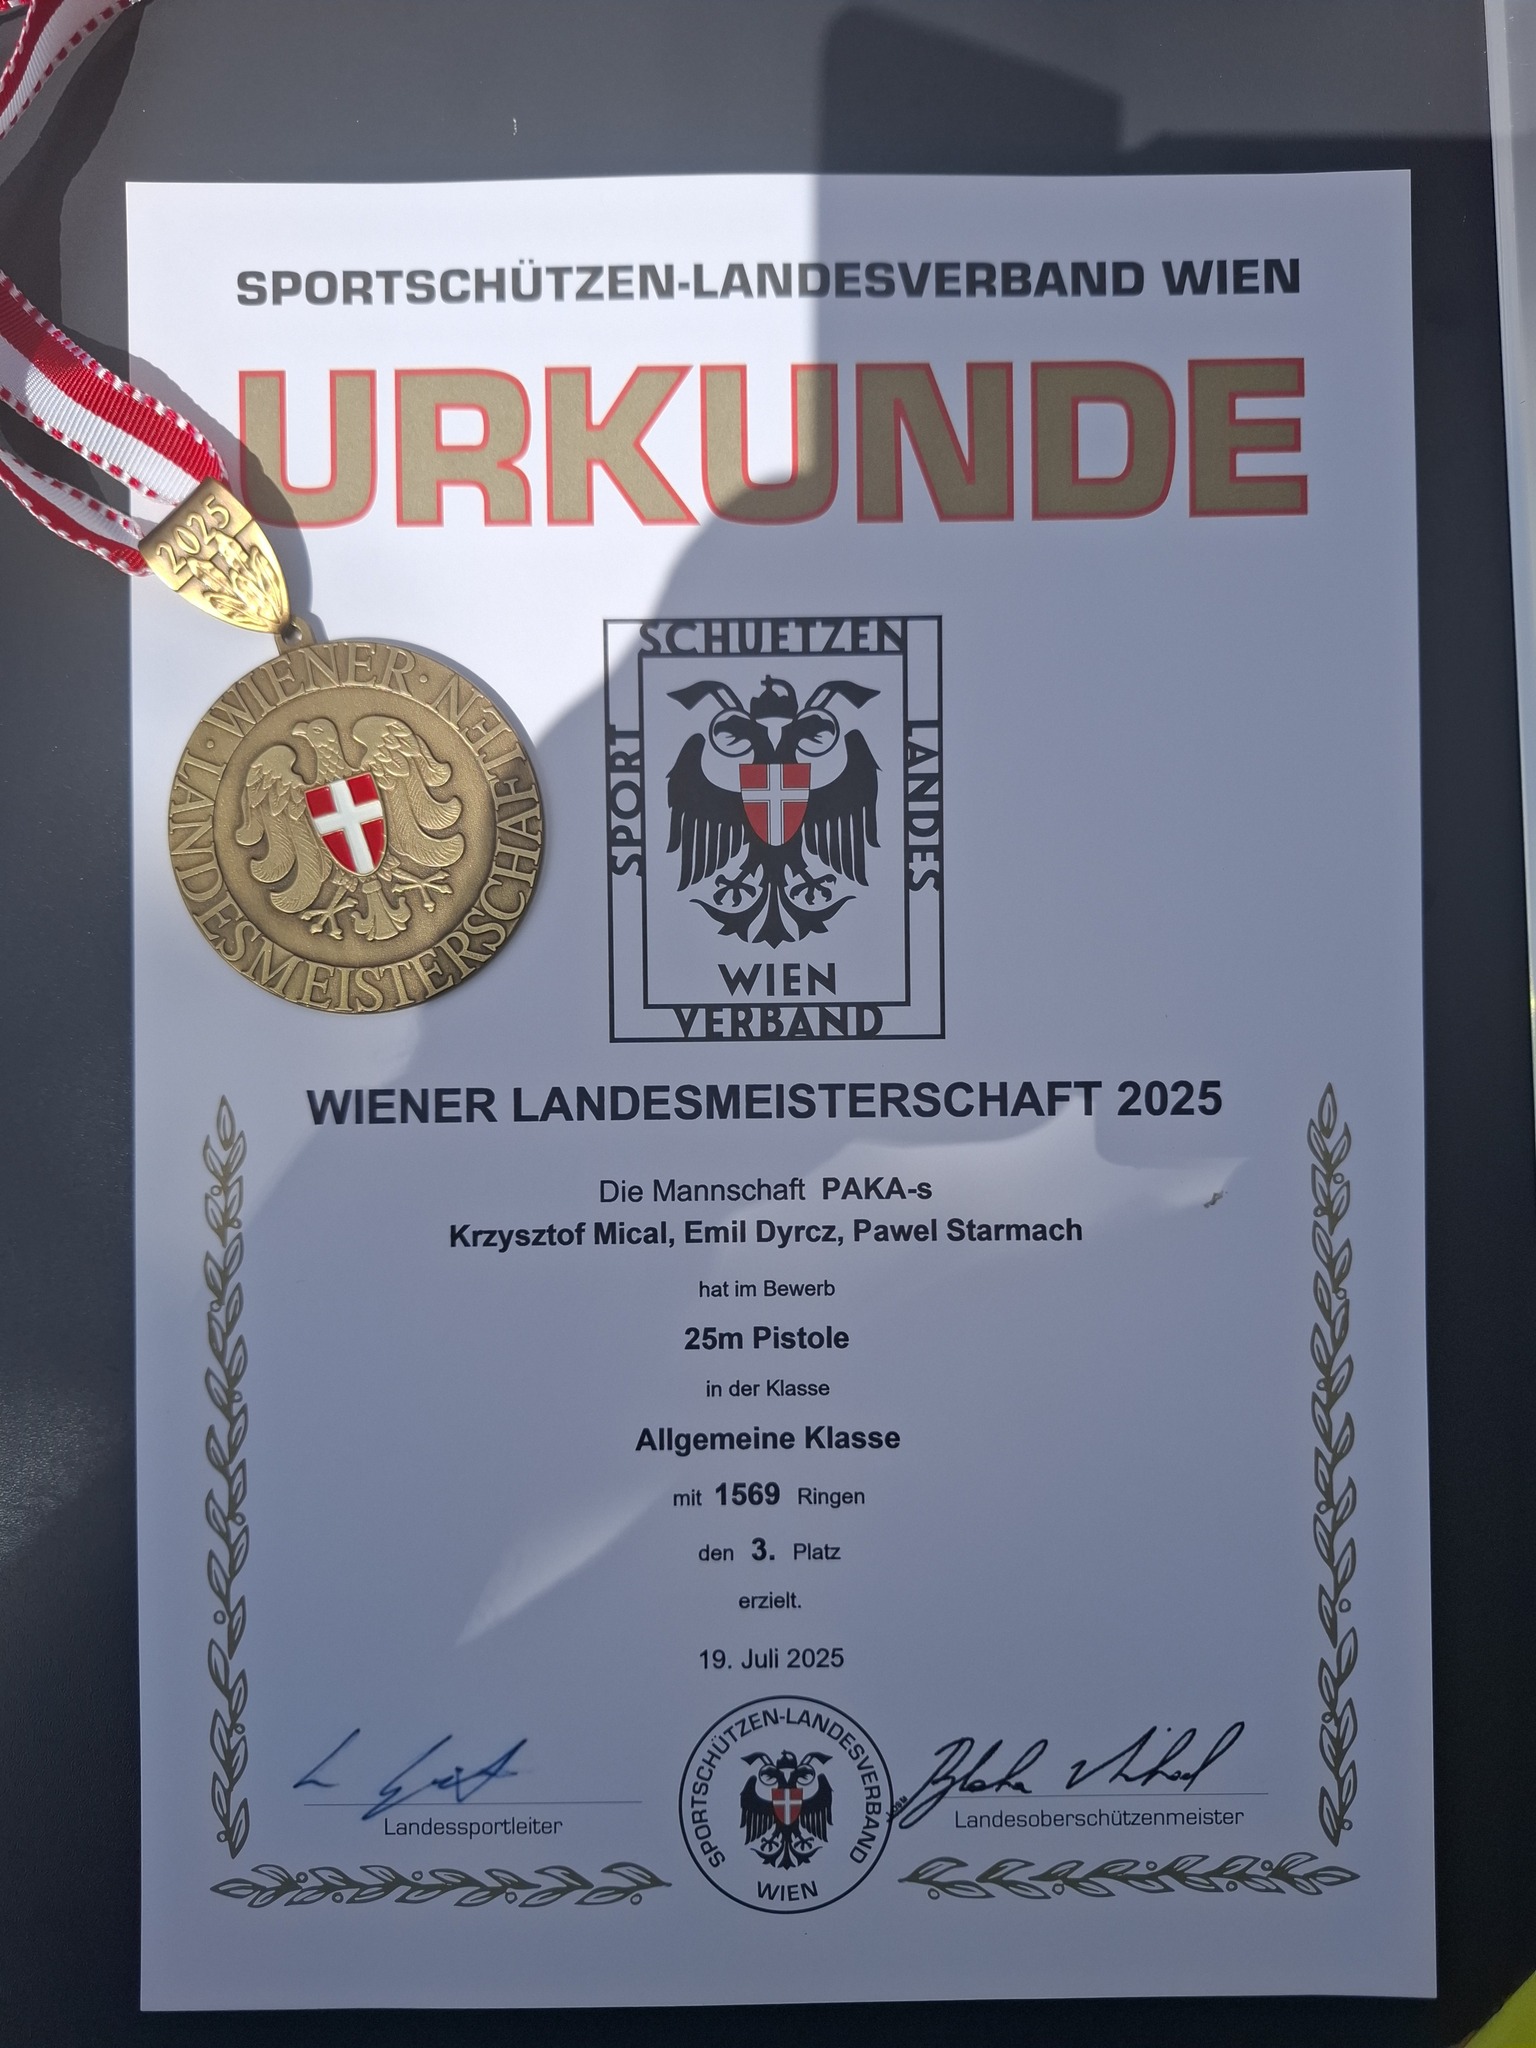 SPORTSCHÜTZEN-LANDESVERBAND WIEN
URKUNDE
2025
WIENER · LANDESMEISTERSCHAFTEN ·
SPORT
SCHUETZEN
LANDES
WIEN
VERBAND
WIENER LANDESMEISTERSCHAFT 2025
Die Mannschaft PAKA-s
Krzysztof Mical, Emil Dyrcz, Pawel Starmach
hat im Bewerb
25m Pistole
in der Klasse
Allgemeine Klasse
mit 1569 Ringen
den 3. Platz
erzielt.
19. Juli 2025
Landessportleiter
SPORTSCHÜTZEN-LANDESVERBAND
WIEN
Landesoberschützenmeister